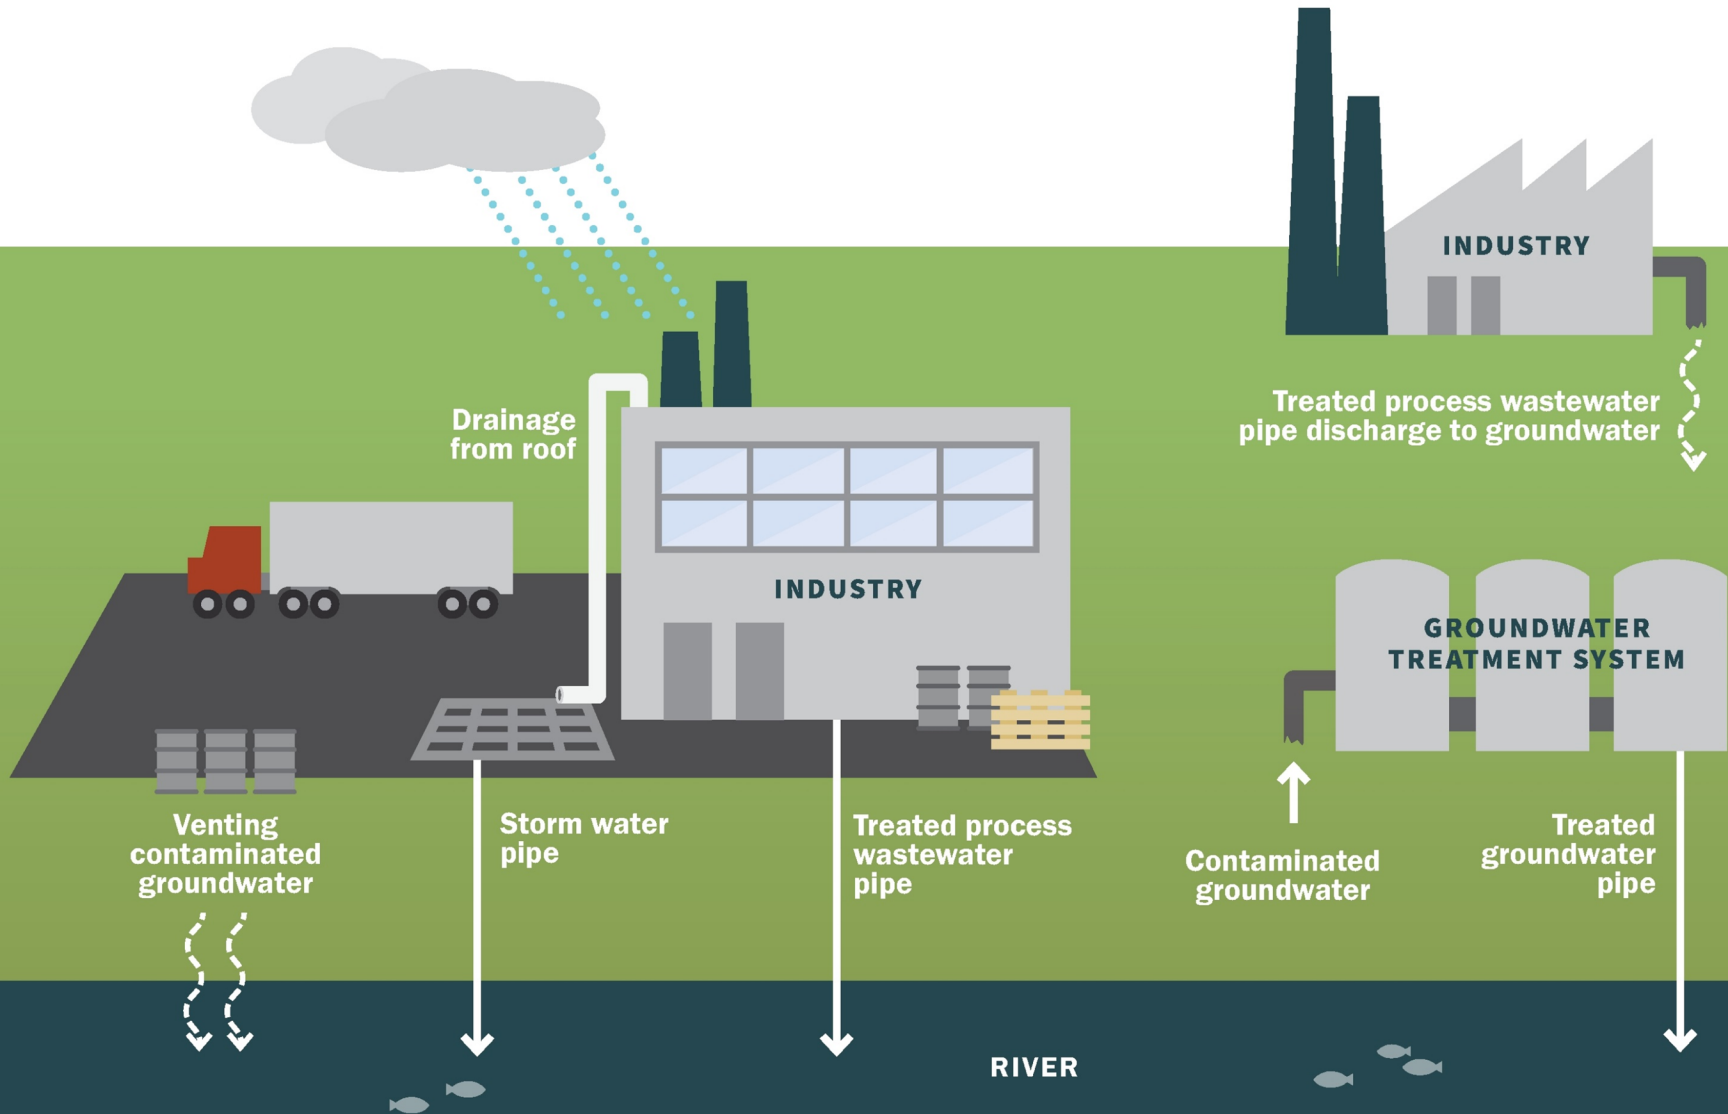 INDUSTRY
Treated process wastewater
pipe discharge to groundwater
Drainage
from roof
INDUSTRY
GROUNDWATER
TREATMENT SYSTEM
Venting
contaminated
groundwater
Storm water
pipe
Treated process
wastewater
pipe
Contaminated
groundwater
Treated
groundwater
pipe
RIVER